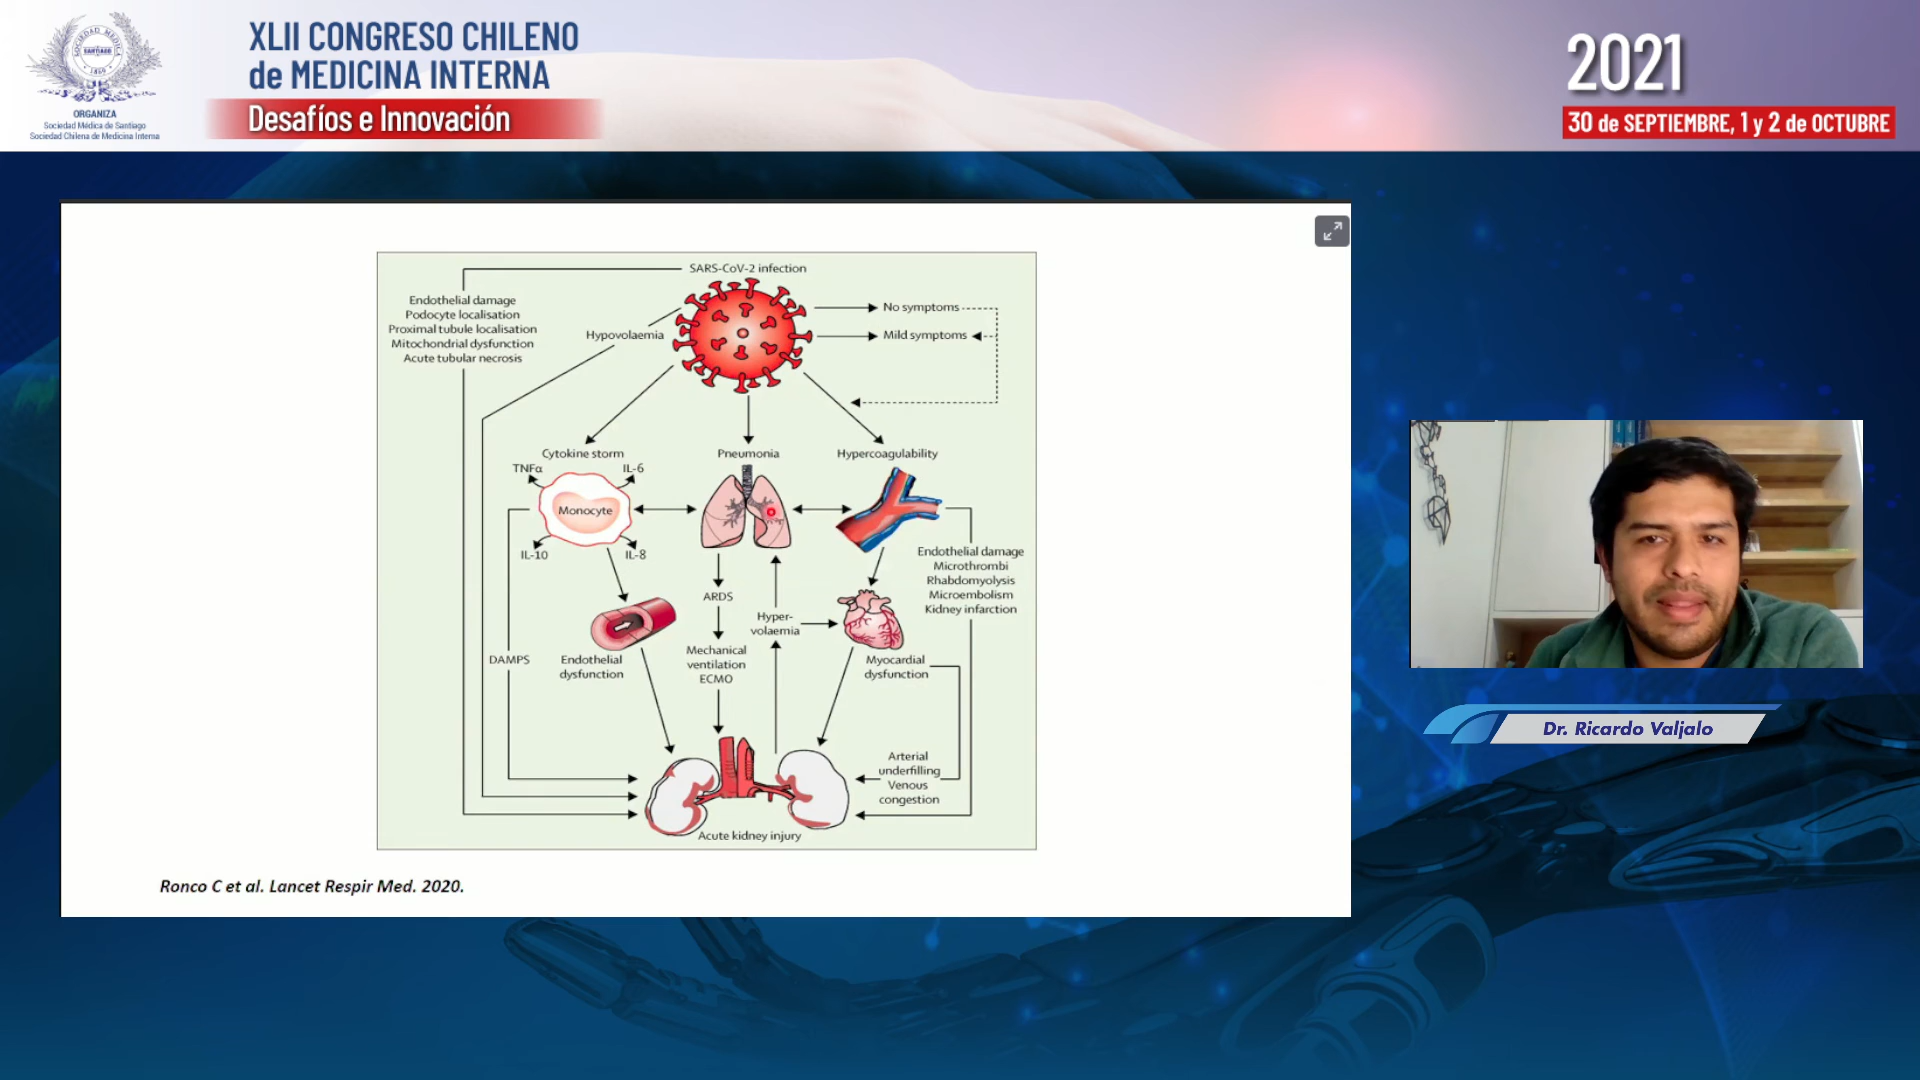 SOCIEDAD MEDICA
SANTIAGO
1869
ORGANIZA
Sociedad Médica de Santiago
Sociedad Chilena de Medicina Interna
XLII CONGRESO CHILENO
de MEDICINA INTERNA
Desafíos e Innovación
2021
30 de SEPTIEMBRE, 1 y 2 de OCTUBRE
SARS-CoV-2 infection
Endothelial damage
Podocyte localisation
Proximal tubule localisation
Mitochondrial dysfunction
Acute tubular necrosis
Hypovolaemia
No symptoms
Mild symptoms
Cytokine storm
Pneumonia
Hypercoagulability
TNFα
IL-6
Monocyte
IL-10
IL-8
Endothelial damage
Microthrombi
Rhabdomyolysis
Microembolism
Kidney infarction
ARDS
Hyper-
volaemia
Mechanical
ventilation
ECMO
DAMPS
Endothelial
dysfunction
Myocardial
dysfunction
Arterial
underfilling
Venous
congestion
Acute kidney injury
Ronco C et al. Lancet Respir Med. 2020.
Dr. Ricardo Valjalo